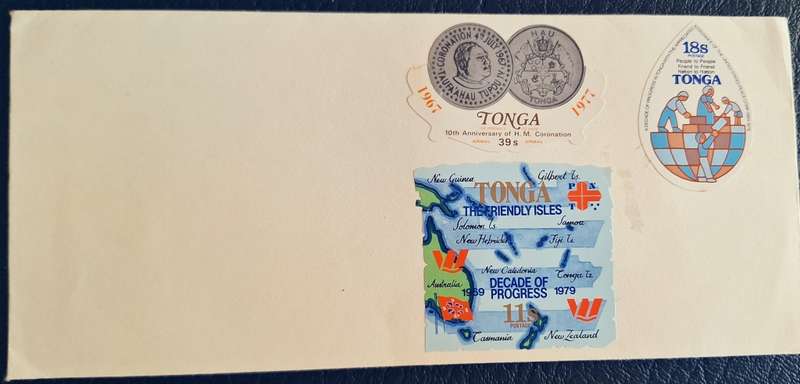 CORONATION 4th JULY 1967
TAUFA'AHAU TUPOU IV
HAU
TONGA
1967
1977
TONGA
10th Anniversary of H. M. Coronation
AIRMAIL 39s AIRMAIL
18s
POSTAGE
People to People
Friend to Friend
Nation to Nation
TONGA
New Guinea
Gilbert Is.
TONGA
THE FRIENDLY ISLES
Solomon Is
Samoa
New Hebrides
Fiji Is
New Caledonia
Tonga Is
Australia
1969
DECADE OF
PROGRESS
1979
11s
POSTAGE
Tasmania
New Zealand